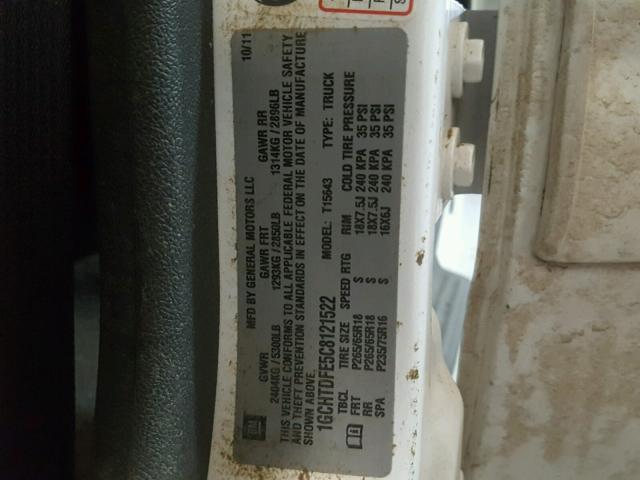 GM
MFD BY GENERAL MOTORS LLC 10/11
GVWR GAWR FRT GAWR RR
2404KG / 5300LB 1293KG / 2850LB 1314KG / 2896LB
THIS VEHICLE CONFORMS TO ALL APPLICABLE FEDERAL MOTOR VEHICLE SAFETY
AND THEFT PREVENTION STANDARDS IN EFFECT ON THE DATE OF MANUFACTURE
SHOWN ABOVE.
1GCHTDFE5C8121522 MODEL: T15643 TYPE: TRUCK
TBCL TIRE SIZE SPEED RTG RIM COLD TIRE PRESSURE
FRT P265/65R18 S 18X7.5J 240 KPA 35 PSI
RR P265/65R18 S 18X7.5J 240 KPA 35 PSI
SPA P235/75R16 S 16X6J 240 KPA 35 PSI